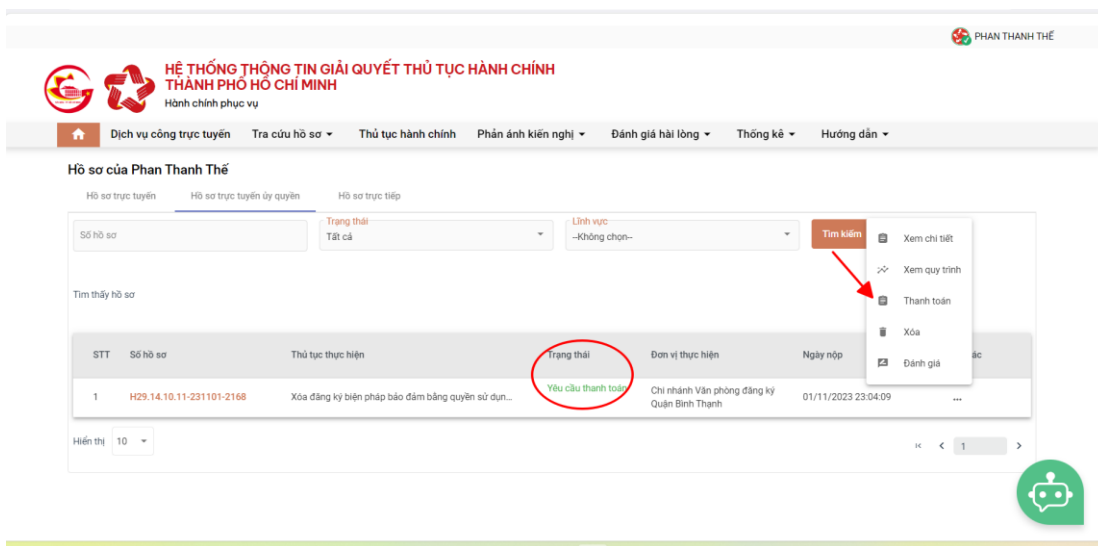 PHAN THANH THẾ
HỆ THỐNG THÔNG TIN GIẢI QUYẾT THỦ TỤC HÀNH CHÍNH
THÀNH PHỐ HỒ CHÍ MINH
Hành chính phục vụ
Dịch vụ công trực tuyến Tra cứu hồ sơ Thủ tục hành chính Phản ánh kiến nghị Đánh giá hài lòng Thống kê Hướng dẫn
Hồ sơ của Phan Thanh Thế
Hồ sơ trực tuyến Hồ sơ trực tuyến ủy quyền Hồ sơ trực tiếp
Số hồ sơ
Trạng thái
Tất cả
Lĩnh vực
--Không chọn--
Tìm kiếm
Xem chi tiết
Xem quy trình
Thanh toán
Xóa
Đánh giá
Tìm thấy hồ sơ
STT Số hồ sơ Thủ tục thực hiện Trạng thái Đơn vị thực hiện Ngày nộp ác
1 H29.14.10.11-231101-2168 Xóa đăng ký biện pháp bảo đảm bằng quyền sử dụn... Yêu cầu thanh toán Chi nhánh Văn phòng đăng ký 01/11/2023 23:04:09 ...
Quận Bình Thạnh
Hiển thị 10 1